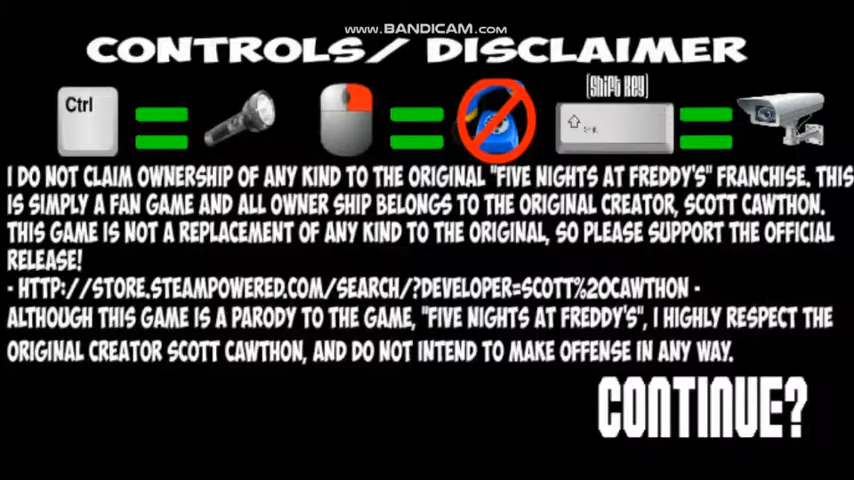 www.BANDICAM.com
CONTROLS/ DISCLAIMER
(Shift Key)
Ctrl
I DO NOT CLAIM OWNERSHIP OF ANY KIND TO THE ORIGINAL "FIVE NIGHTS AT FREDDY'S" FRANCHISE. THIS
IS SIMPLY A FAN GAME AND ALL OWNER SHIP BELONGS TO THE ORIGINAL CREATOR, SCOTT CAWTHON.
THIS GAME IS NOT A REPLACEMENT OF ANY KIND TO THE ORIGINAL, SO PLEASE SUPPORT THE OFFICIAL
RELEASE!
- HTTP://STORE.STEAMPOWERED.COM/SEARCH/?DEVELOPER=SCOTT%20CAWTHON -
ALTHOUGH THIS GAME IS A PARODY TO THE GAME, "FIVE NIGHTS AT FREDDY'S", I HIGHLY RESPECT THE
ORIGINAL CREATOR SCOTT CAWTHON, AND DO NOT INTEND TO MAKE OFFENSE IN ANY WAY.
CONTINUE?